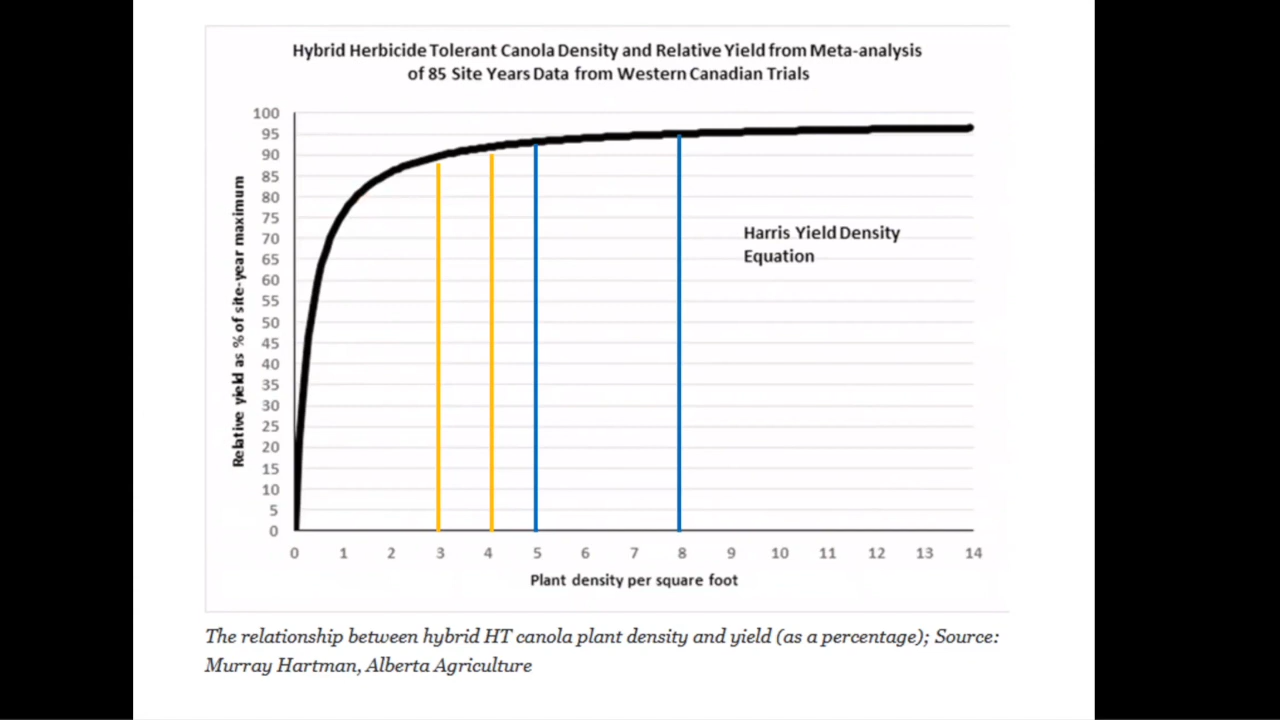 Hybrid Herbicide Tolerant Canola Density and Relative Yield from Meta-analysis
of 85 Site Years Data from Western Canadian Trials
Relative yield as % of site-year maximum
100
95
90
85
80
75
70
65
60
55
50
45
40
35
30
25
20
15
10
5
0
Harris Yield Density
Equation
0 1 2 3 4 5 6 7 8 9 10 11 12 13 14
Plant density per square foot
The relationship between hybrid HT canola plant density and yield (as a percentage); Source:
Murray Hartman, Alberta Agriculture